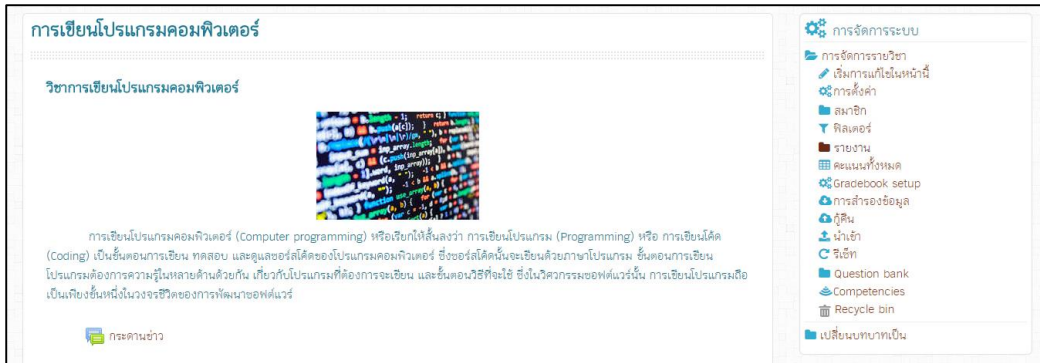 การเขียนโปรแกรมคอมพิวเตอร์
วิชาการเขียนโปรแกรมคอมพิวเตอร์
การเขียนโปรแกรมคอมพิวเตอร์ (Computer programming) หรือเรียกให้สั้นลงว่า การเขียนโปรแกรม (Programming) หรือ การเขียนโค้ด
(Coding) เป็นขั้นตอนการเขียน ทดสอบ และดูแลซอร์สโค้ดของโปรแกรมคอมพิวเตอร์ ซึ่งซอร์สโค้ดนั้นจะเขียนด้วยภาษาโปรแกรม ขั้นตอนการเขียน
โปรแกรมต้องการความรู้ในหลายด้านด้วยกัน เกี่ยวกับโปรแกรมที่ต้องการจะเขียน และขั้นตอนวิธีที่จะใช้ ซึ่งในวิศวกรรมซอฟต์แวร์นั้น การเขียนโปรแกรมถือ
เป็นเพียงขั้นหนึ่งในวงจรชีวิตของการพัฒนาซอฟต์แวร์
กระดานข่าว
การจัดการระบบ
การจัดการรายวิชา
เริ่มการแก้ไขในหน้านี้
การตั้งค่า
สมาชิก
ฟิลเตอร์
รายงาน
คะแนนทั้งหมด
Gradebook setup
การสำรองข้อมูล
กู้คืน
นำเข้า
รีเซ็ท
Question bank
Competencies
Recycle bin
เปลี่ยนบทบาทเป็น